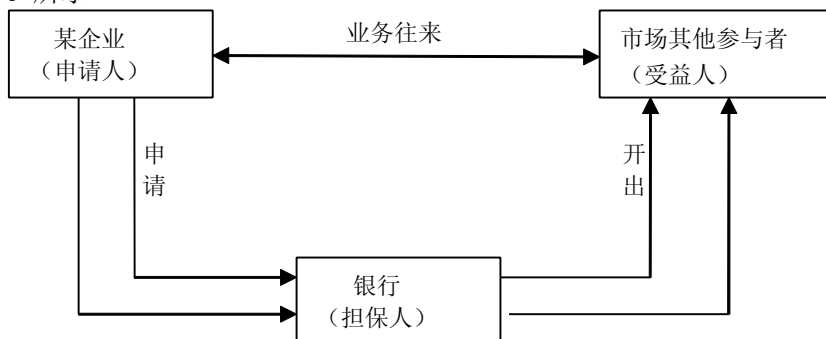 某企业
（申请人）
业务往来
市场其他参与者
（受益人）
申
请
开
出
银行
（担保人）